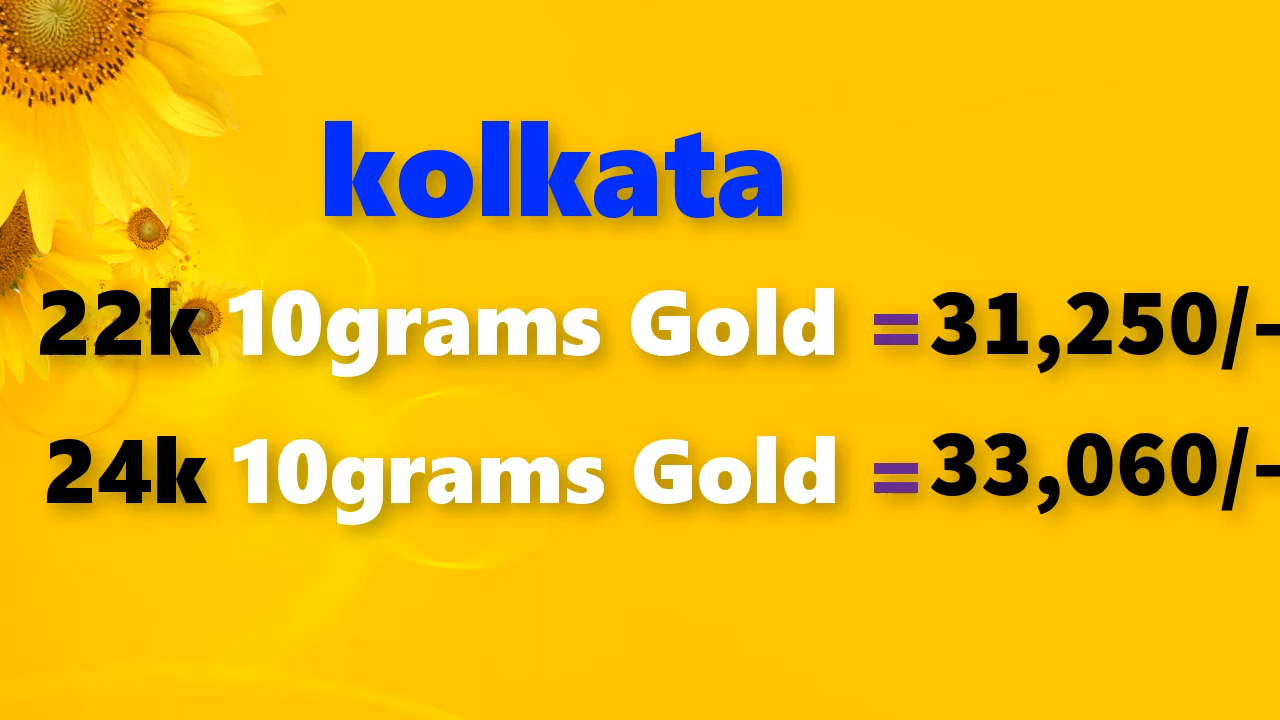 kolkata
22k 10grams Gold = 31,250/-
24k 10grams Gold = 33,060/-